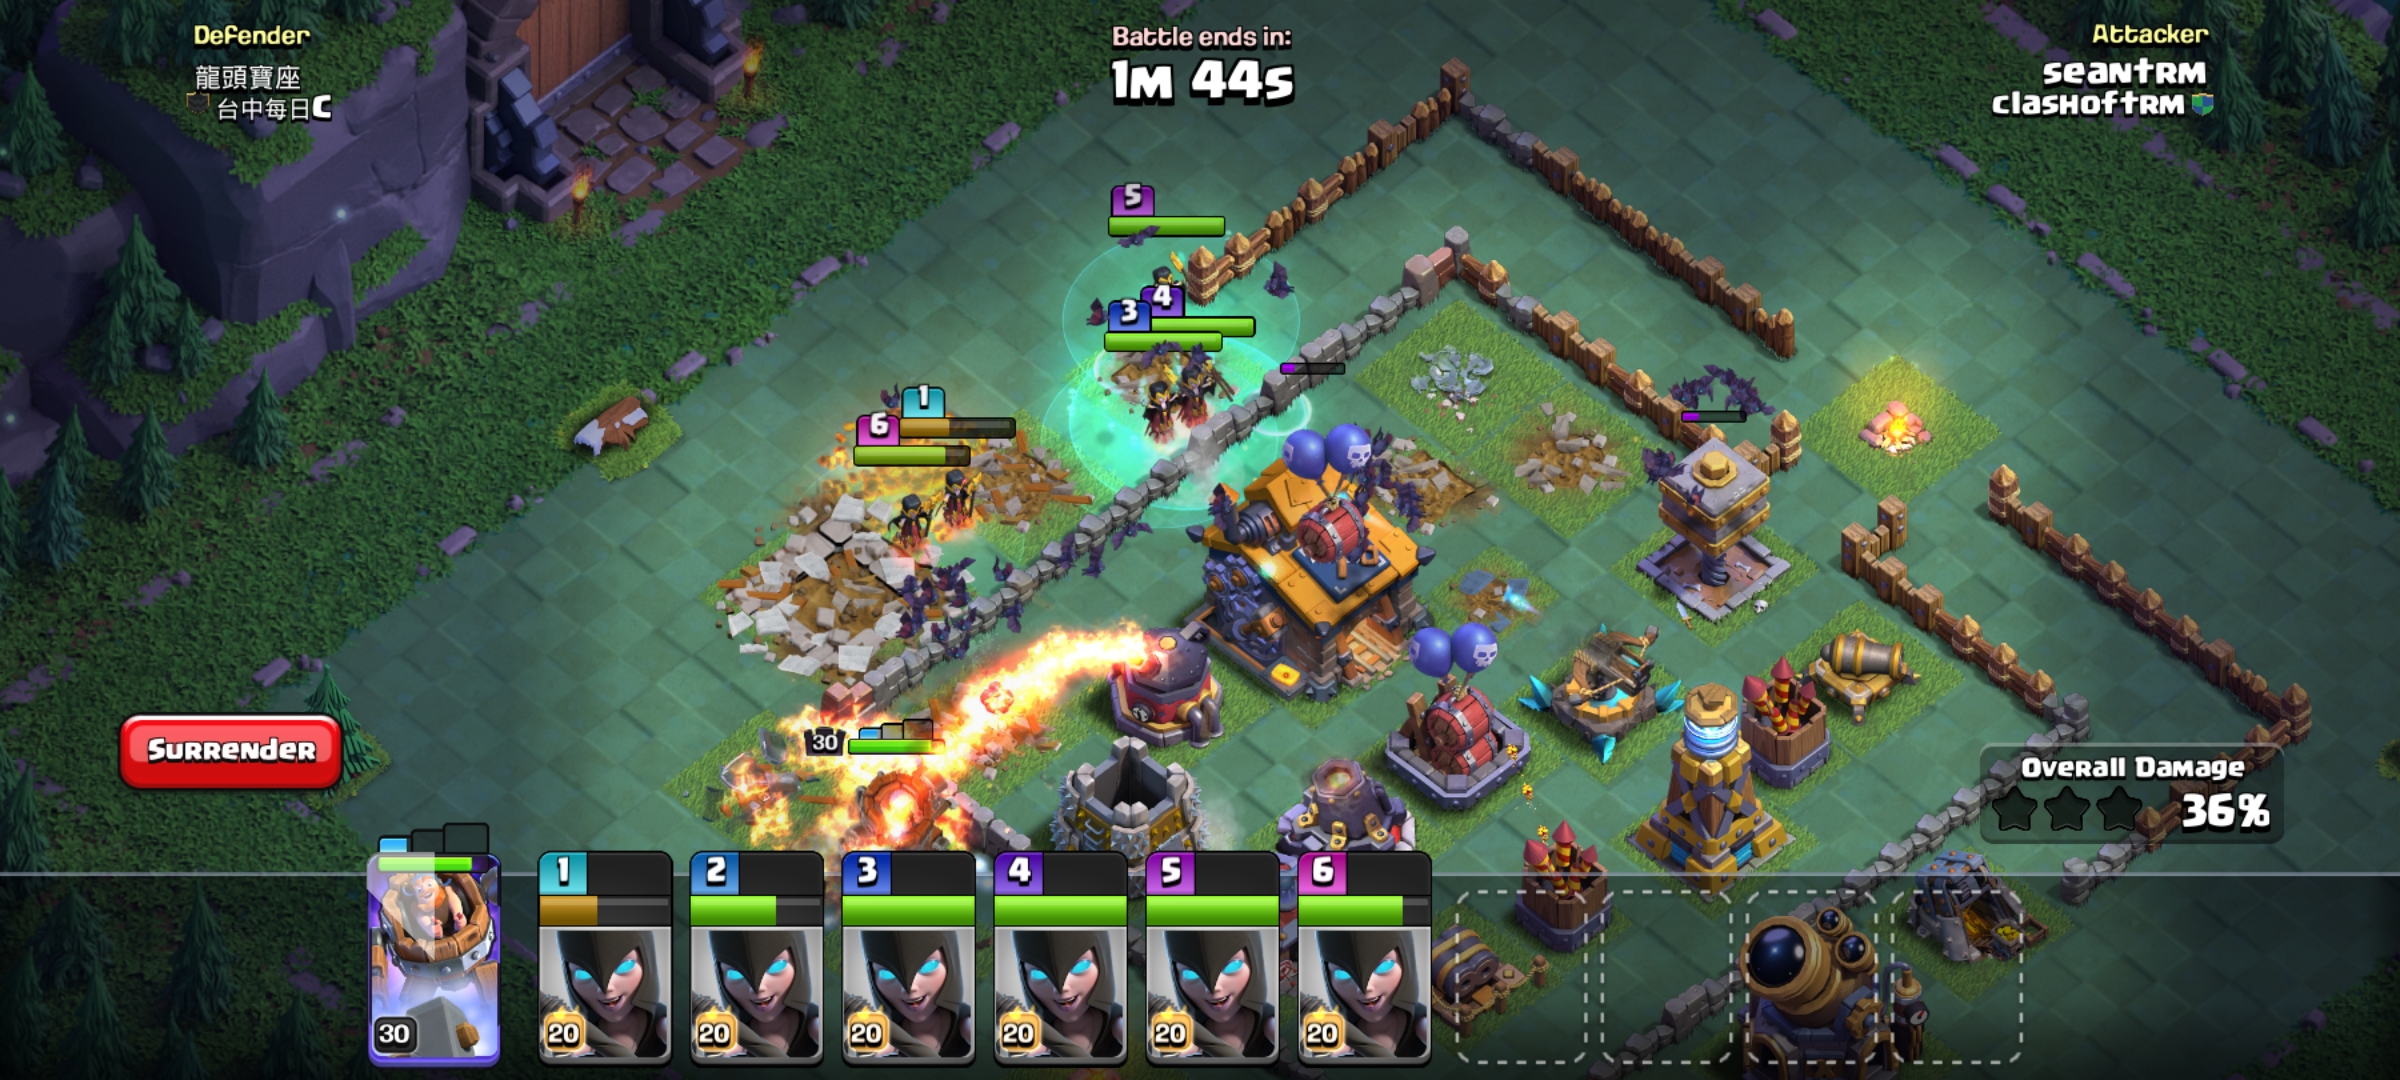 Defender
龍頭寶座
台中每日C
Battle ends in:
1M 44s
Attacker
seantRM
clashoftRM
5
4
3
1
6
30
Surrender
Overall Damage
36%
1
2
3
4
5
6
30
20
20
20
20
20
20